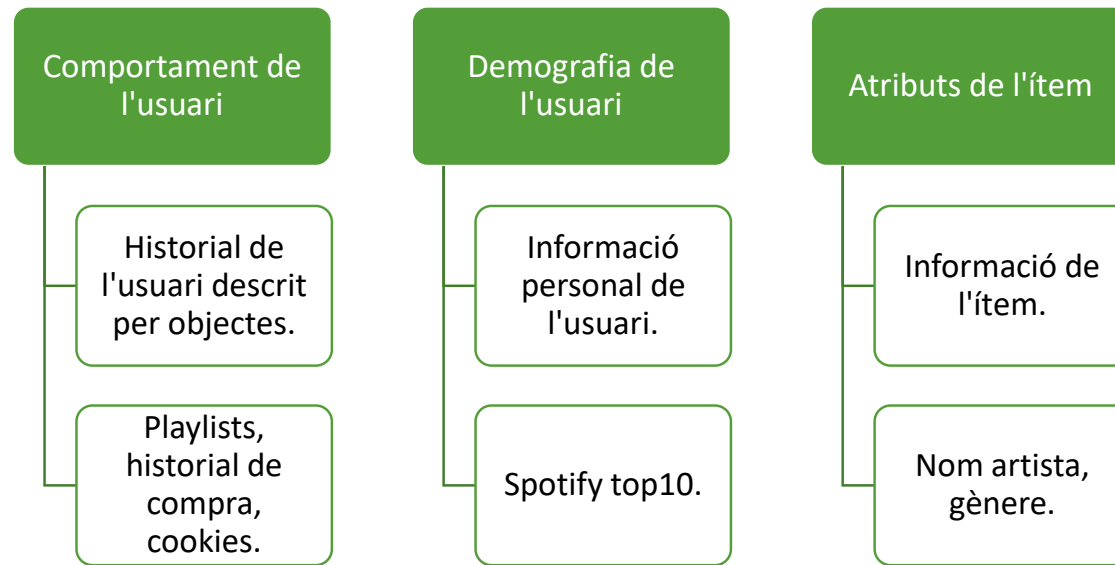 Comportament de
l'usuari
Historial de
l'usuari descrit
per objectes.
Playlists,
historial de
compra,
cookies.
Demografia de
l'usuari
Informació
personal de
l'usuari.
Spotify top10.
Atributs de l'ítem
Informació de
l'ítem.
Nom artista,
gènere.